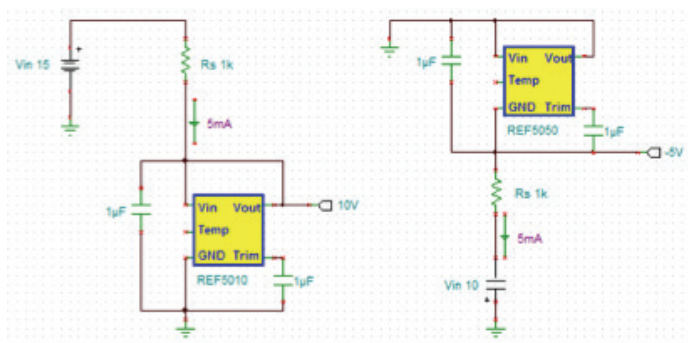 Vin 15
Rs 1k
5mA
1µF
Vin Vout
Temp
GND Trim
REF5010
1µF
10V
1µF
Vin Vout
Temp
GND Trim
REF5050
1µF
-5V
Rs 1k
5mA
Vin 10